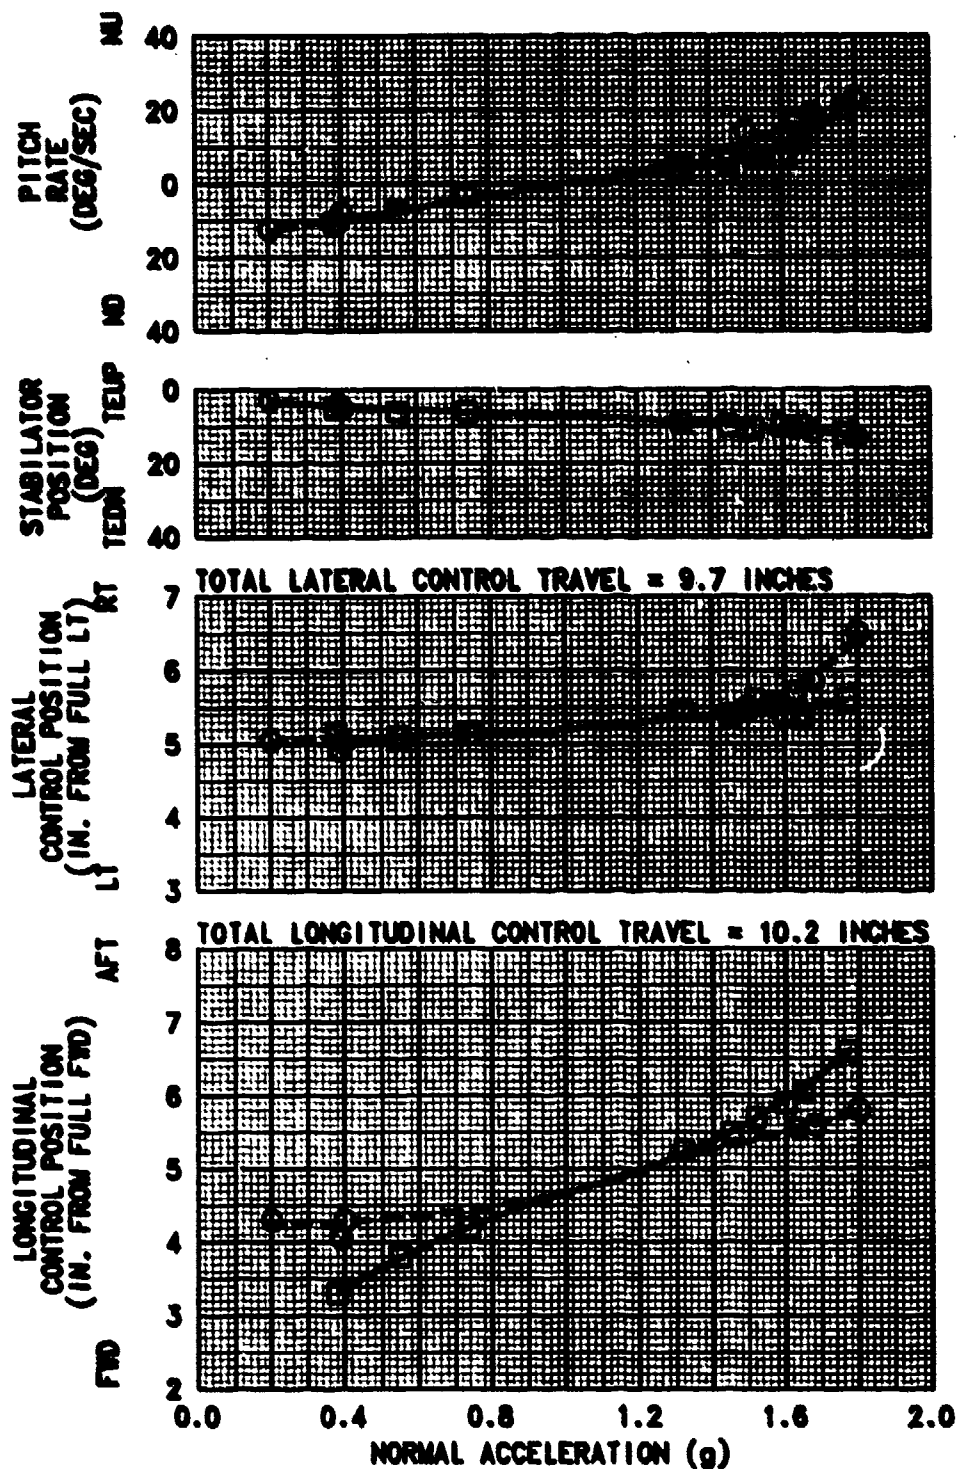 NU
PITCH
RATE
(DEG/SEC)
ND
40
20
0
20
40
STABILATOR
POSITION
(DEG)
TEDN TEUP
0
20
40
TOTAL LATERAL CONTROL TRAVEL = 9.7 INCHES
LATERAL
CONTROL POSITION
(IN. FROM FULL LT)
LT
RT
7
6
5
4
3
TOTAL LONGITUDINAL CONTROL TRAVEL = 10.2 INCHES
LONGITUDINAL
CONTROL POSITION
(IN. FROM FULL FWD)
FWD
AFT
8
7
6
5
4
3
2
0.0 0.4 0.8 1.2 1.6 2.0
NORMAL ACCELERATION (g)